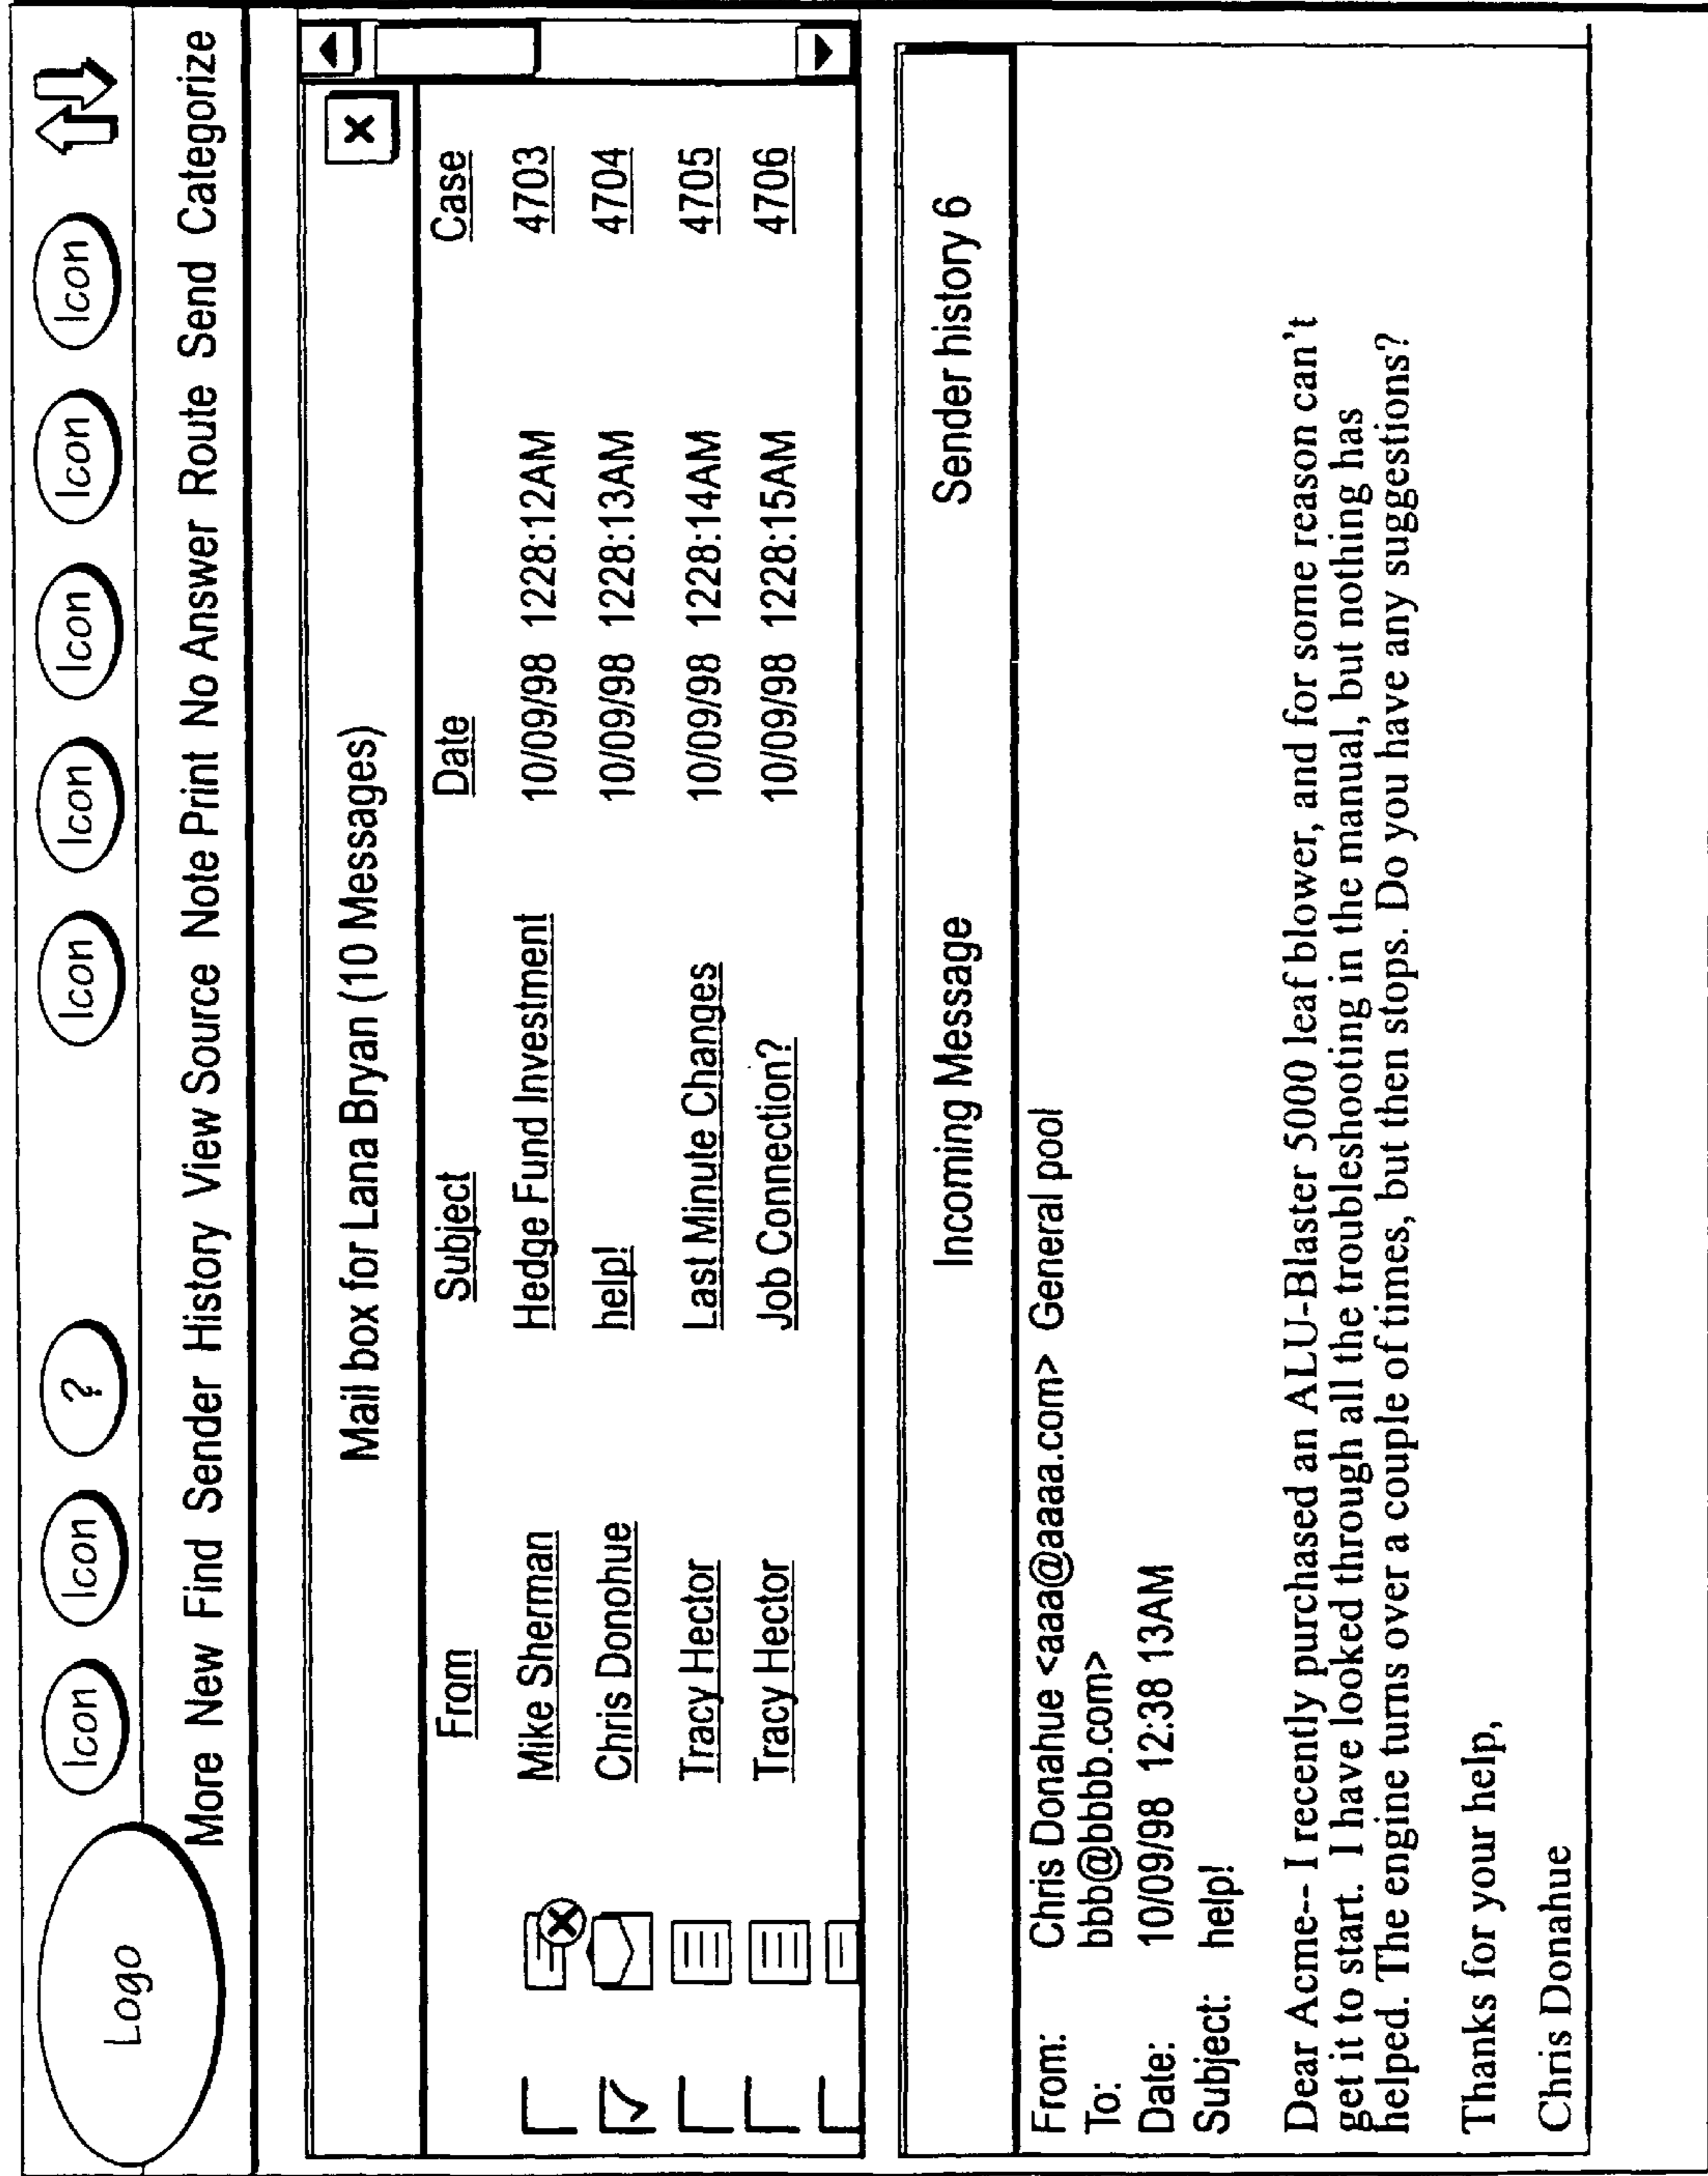 Logo Icon Icon ? Icon Icon Icon Icon Icon
More New Find Sender History View Source Note Print No Answer Route Send Categorize
Mail box for Lana Bryan (10 Messages) x
From Subject Date Case
Mike Sherman Hedge Fund Investment 10/09/98 1228:12AM 4703
Chris Donohue help! 10/09/98 1228:13AM 4704
Tracy Hector Last Minute Changes 10/09/98 1228:14AM 4705
Tracy Hector Job Connection? 10/09/98 1228:15AM 4706
Incoming Message Sender history 6
From: Chris Donahue <aaa@aaaa.com> General pool
To: bbb@bbbb.com>
Date: 10/09/98 12:38 13AM
Subject: help!
Dear Acme-- I recently purchased an ALU-Blaster 5000 leaf blower, and for some reason can't
get it to start. I have looked through all the troubleshooting in the manual, but nothing has
helped. The engine turns over a couple of times, but then stops. Do you have any suggestions?
Thanks for your help,
Chris Donahue